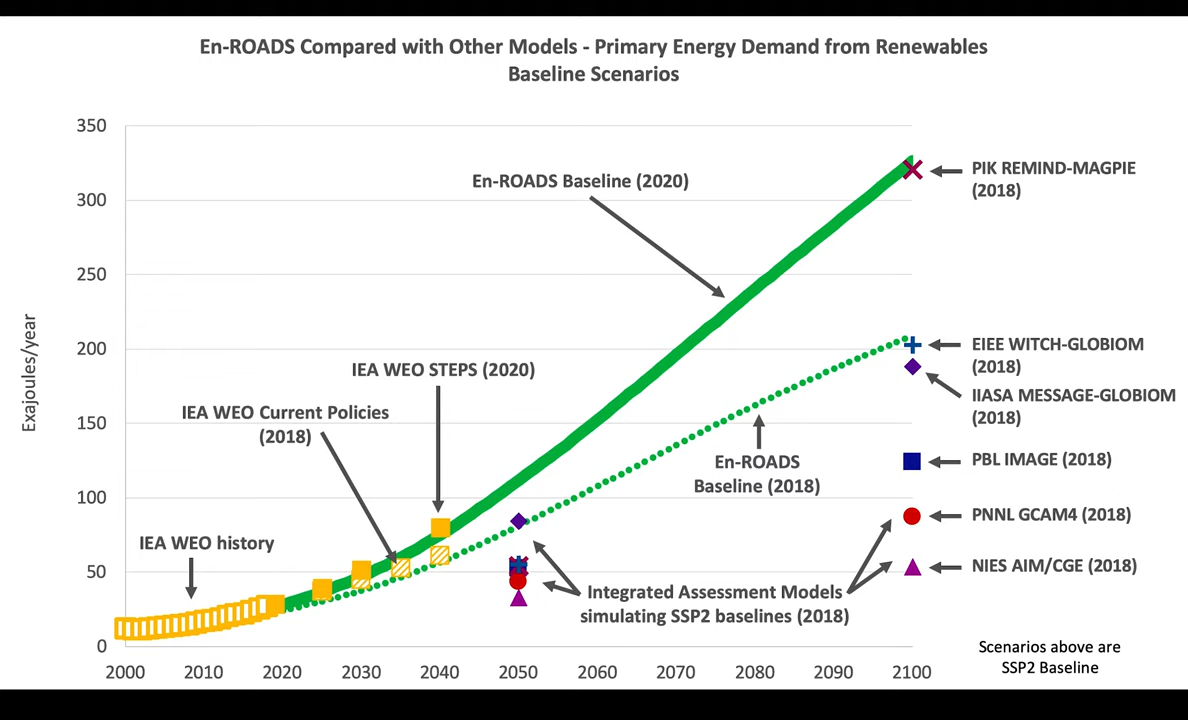 En-ROADS Compared with Other Models - Primary Energy Demand from Renewables
Baseline Scenarios
350
300
250
200
150
100
50
0
Exajoules/year
2000 2010 2020 2030 2040 2050 2060 2070 2080 2090 2100
En-ROADS Baseline (2020)
IEA WEO STEPS (2020)
IEA WEO Current Policies
(2018)
IEA WEO history
En-ROADS
Baseline (2018)
Integrated Assessment Models
simulating SSP2 baselines (2018)
PIK REMIND-MAGPIE
(2018)
EIEE WITCH-GLOBIOM
(2018)
IIASA MESSAGE-GLOBIOM
(2018)
PBL IMAGE (2018)
PNNL GCAM4 (2018)
NIES AIM/CGE (2018)
Scenarios above are
SSP2 Baseline